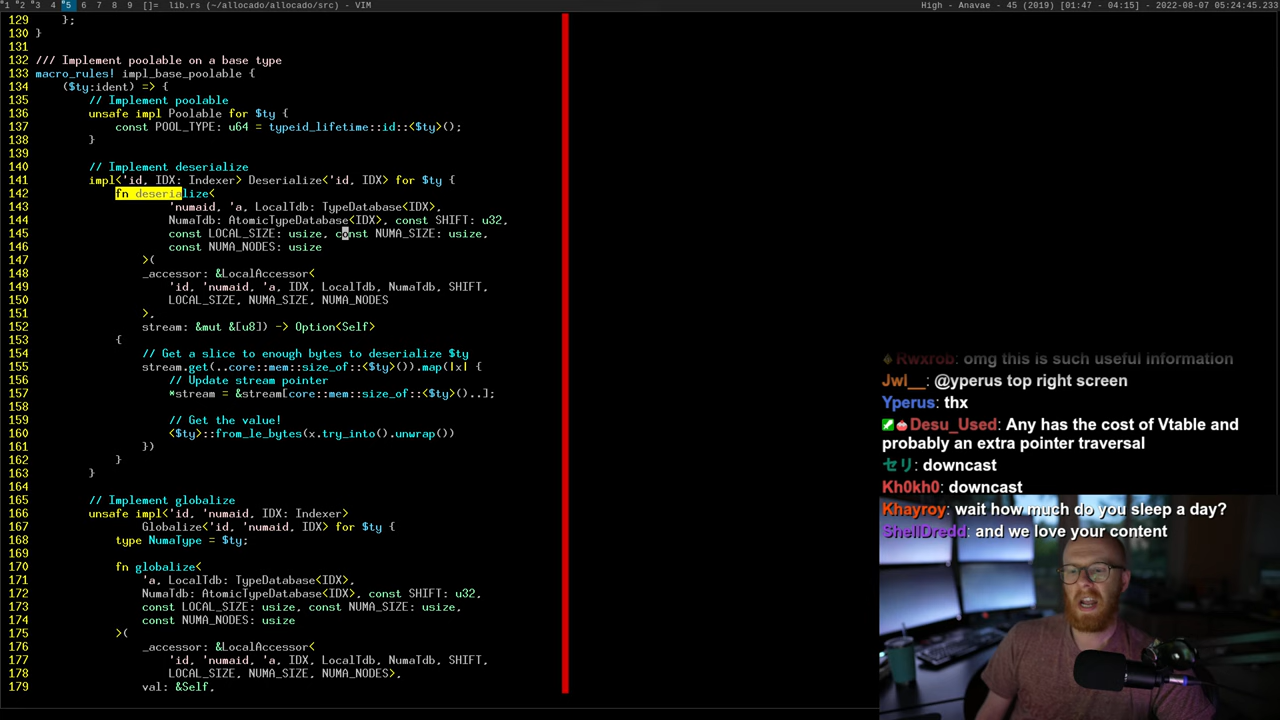 1 2 3 4 5 6 7 8 9 []= lib.rs (~/allocado/allocado/src) - VIM
High - Anavae - 45 (2019) [01:47 - 04:15] - 2022-08-07 05:24:45.233
129 };
130 }
131
132 /// Implement poolable on a base type
133 macro_rules! impl_base_poolable {
134 ($ty:ident) => {
135 // Implement poolable
136 unsafe impl Poolable for $ty {
137 const POOL_TYPE: u64 = typeid_lifetime::id::<$ty>();
138 }
139
140 // Implement deserialize
141 impl<'id, IDX: Indexer> Deserialize<'id, IDX> for $ty {
142 fn deserialize<
143 'numaid, 'a, LocalTdb: TypeDatabase<IDX>,
144 NumaTdb: AtomicTypeDatabase<IDX>, const SHIFT: u32,
145 const LOCAL_SIZE: usize, const NUMA_SIZE: usize,
146 const NUMA_NODES: usize
147 >(
148 _accessor: &LocalAccessor<
149 'id, 'numaid, 'a, IDX, LocalTdb, NumaTdb, SHIFT,
150 LOCAL_SIZE, NUMA_SIZE, NUMA_NODES
151 >,
152 stream: &mut &[u8]) -> Option<Self>
153 {
154 // Get a slice to enough bytes to deserialize $ty
155 stream.get(..core::mem::size_of::<$ty>()).map(|x| {
156 // Update stream pointer
157 *stream = &stream[core::mem::size_of::<$ty>()..];
158
159 // Get the value!
160 <$ty>::from_le_bytes(x.try_into().unwrap())
161 })
162 }
163 }
164
165 // Implement globalize
166 unsafe impl<'id, 'numaid, IDX: Indexer>
167 Globalize<'id, 'numaid, IDX> for $ty {
168 type NumaType = $ty;
169
170 fn globalize<
171 'a, LocalTdb: TypeDatabase<IDX>,
172 NumaTdb: AtomicTypeDatabase<IDX>, const SHIFT: u32,
173 const LOCAL_SIZE: usize, const NUMA_SIZE: usize,
174 const NUMA_NODES: usize
175 >(
176 _accessor: &LocalAccessor<
177 'id, 'numaid, 'a, IDX, LocalTdb, NumaTdb, SHIFT,
178 LOCAL_SIZE, NUMA_SIZE, NUMA_NODES>,
179 val: &Self,
Rwxrob: omg this is such useful information
Jwl__: @yperus top right screen
Yperus: thx
Desu_Used: Any has the cost of Vtable and
probably an extra pointer traversal
セリ: downcast
Kh0kh0: downcast
Khayroy: wait how much do you sleep a day?
ShellDredd: and we love your content